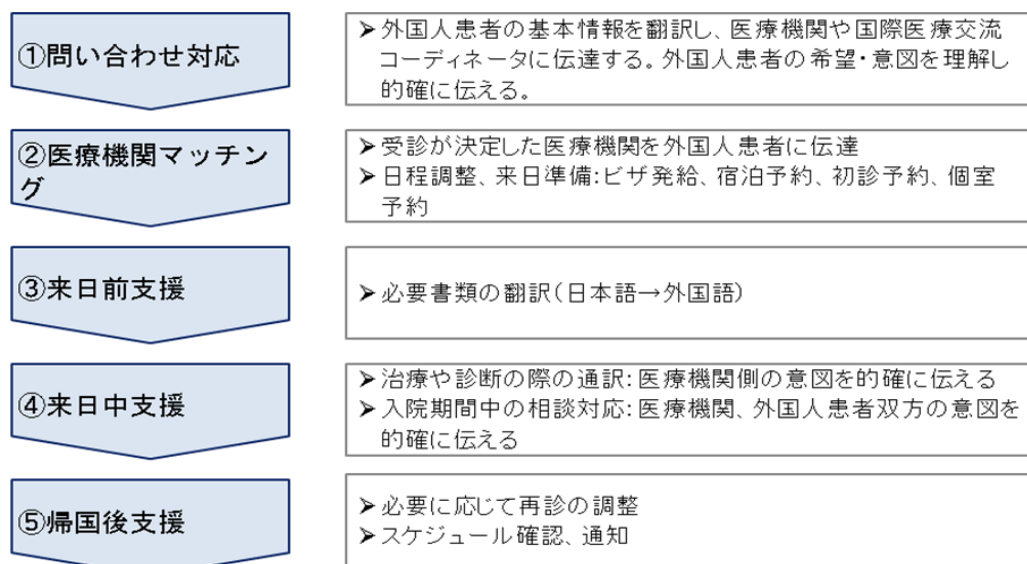 ①問い合わせ対応
➤外国人患者の基本情報を翻訳し、医療機関や国際医療交流
コーディネータに伝達する。外国人患者の希望・意図を理解し
的確に伝える。
②医療機関マッチン
グ
➤受診が決定した医療機関を外国人患者に伝達
➤日程調整、来日準備:ビザ発給、宿泊予約、初診予約、個室
予約
③来日前支援
➤必要書類の翻訳(日本語→外国語)
④来日中支援
➤治療や診断の際の通訳:医療機関側の意図を的確に伝える
➤入院期間中の相談対応:医療機関、外国人患者双方の意図を
的確に伝える
⑤帰国後支援
➤必要に応じて再診の調整
➤スケジュール確認、通知